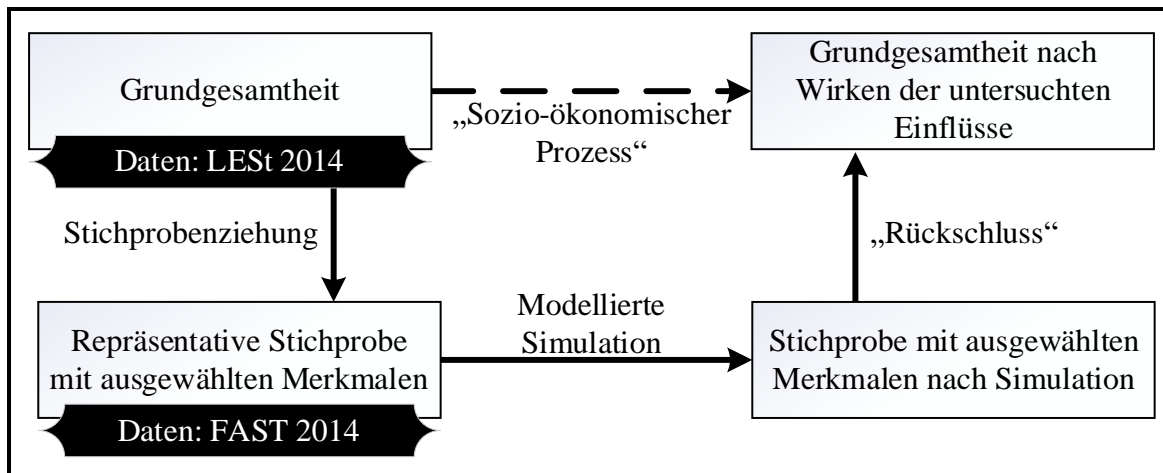 Grundgesamtheit
Daten: LESt 2014
„Sozio-ökonomischer
Prozess“
Grundgesamtheit nach
Wirken der untersuchten
Einflüsse
Stichprobenziehung
„Rückschluss“
Repräsentative Stichprobe
mit ausgewählten Merkmalen
Daten: FAST 2014
Modellierte
Simulation
Stichprobe mit ausgewählten
Merkmalen nach Simulation